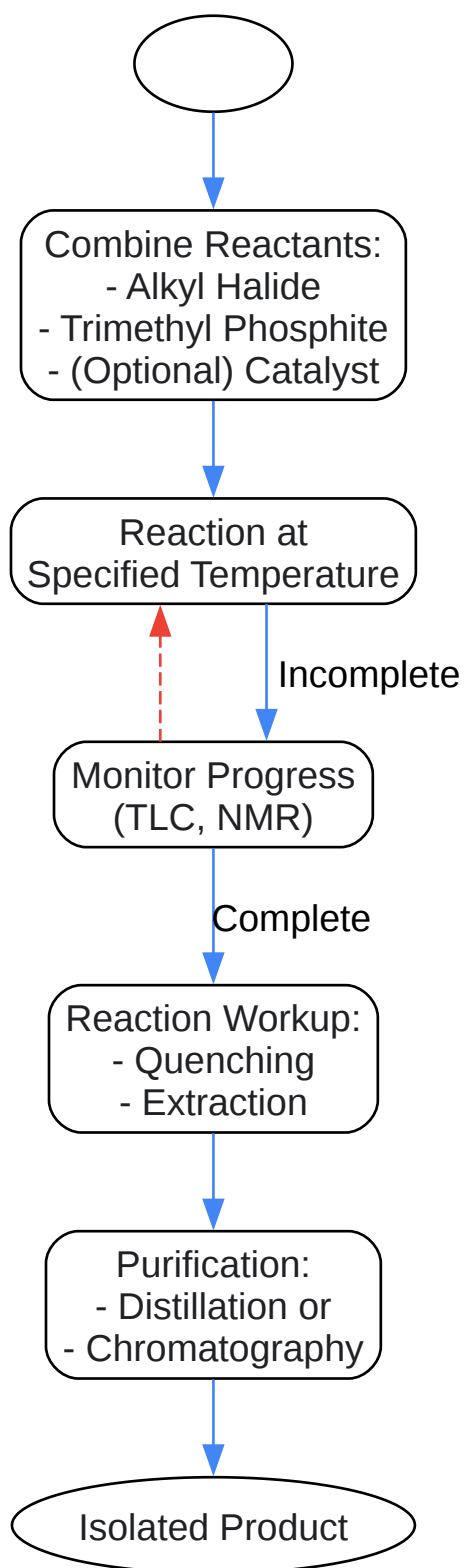 Combine Reactants:
- Alkyl Halide
- Trimethyl Phosphite
- (Optional) Catalyst
Reaction at
Specified Temperature
Incomplete
Monitor Progress
(TLC, NMR)
Complete
Reaction Workup:
- Quenching
- Extraction
Purification:
- Distillation or
- Chromatography
Isolated Product